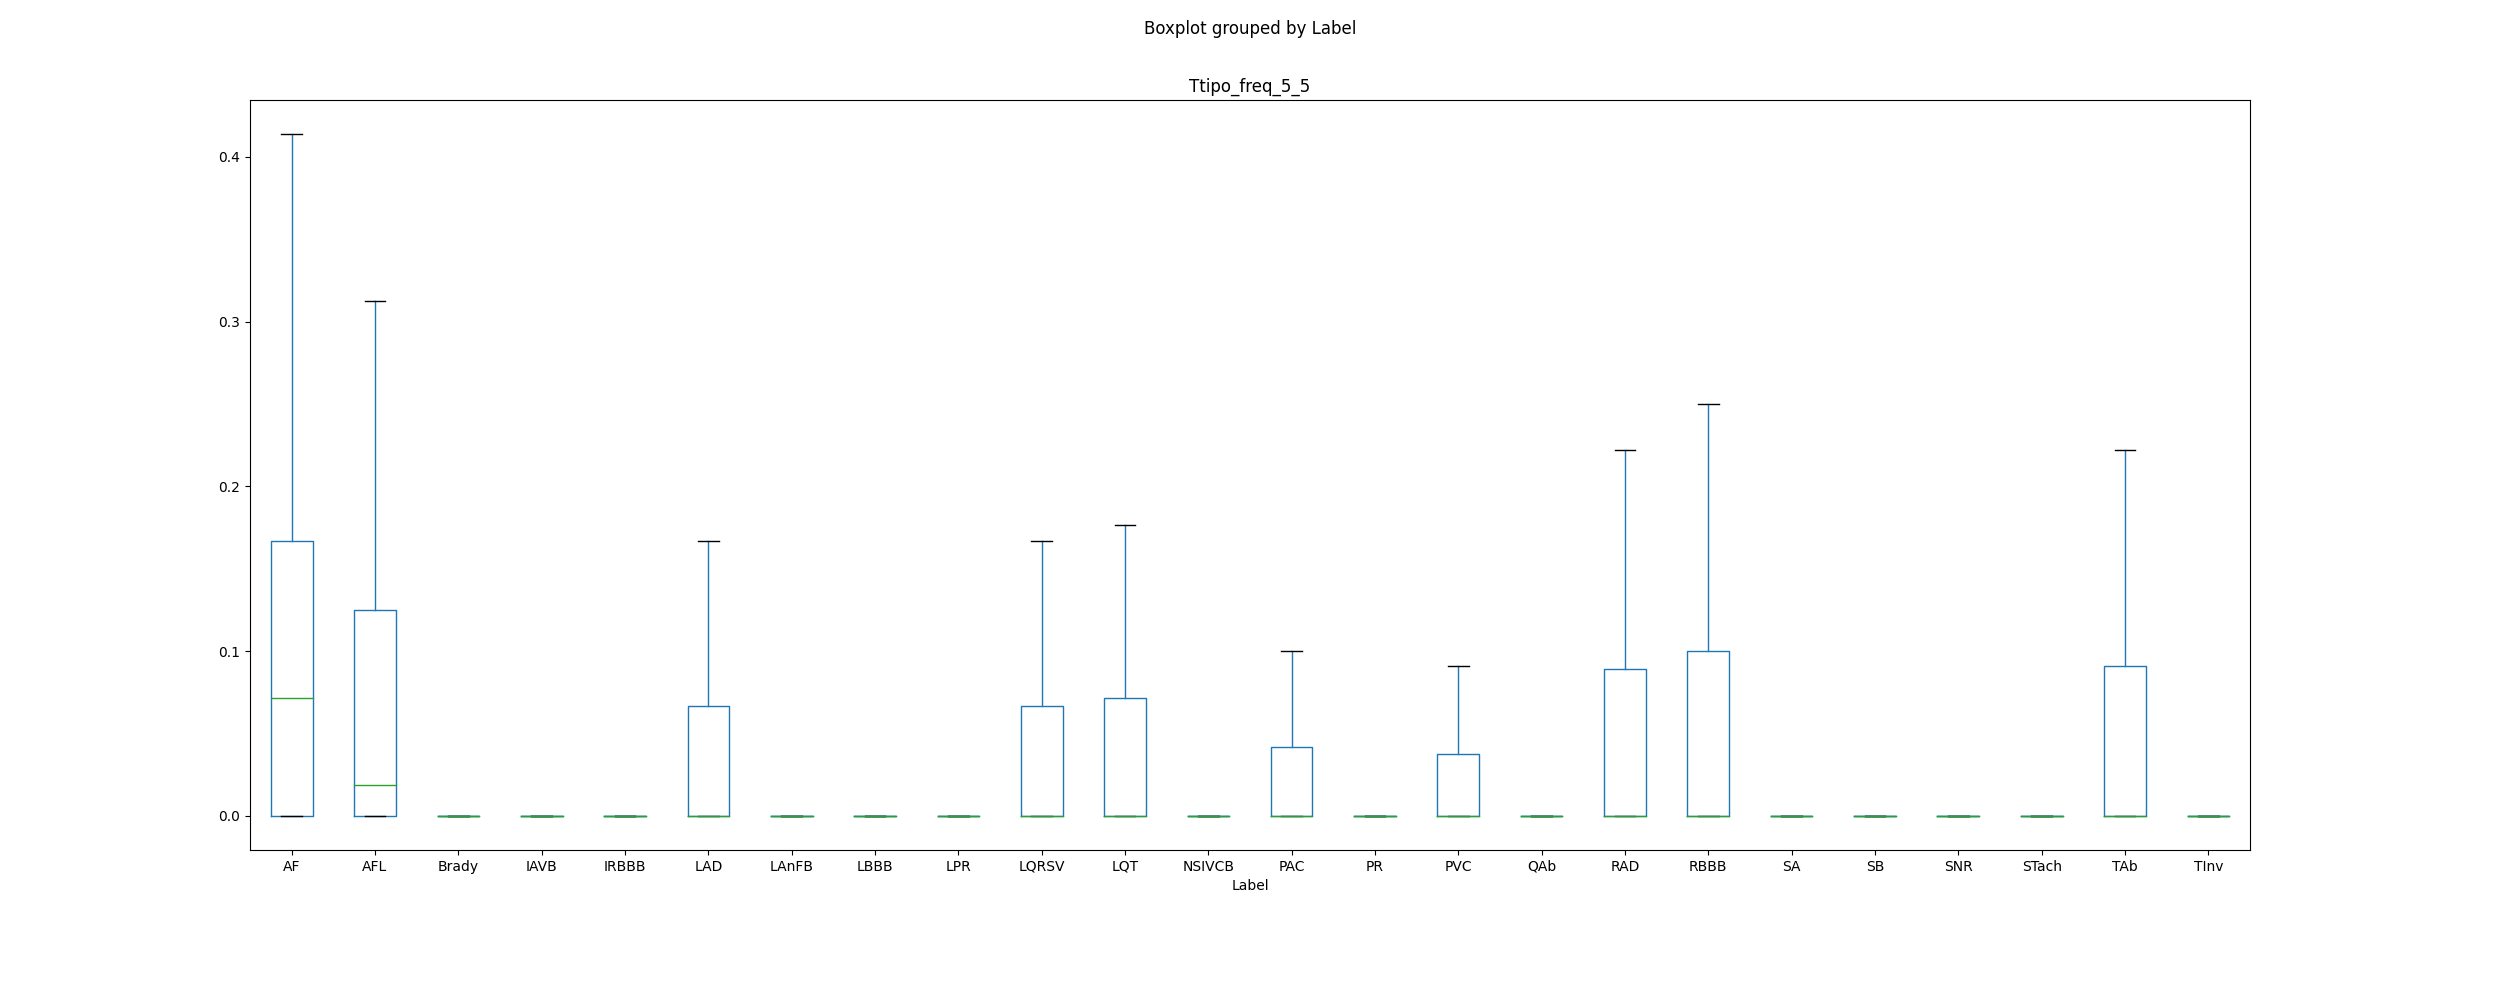 Boxplot grouped by Label
Ttipo_freq_5_5
0.4
0.3
0.2
0.1
0.0
AF AFL Brady IAVB IRBBB LAD LAnFB LBBB LPR LQRSV LQT NSIVCB PAC PR PVC QAb RAD RBBB SA SB SNR STach TAb TInv
Label